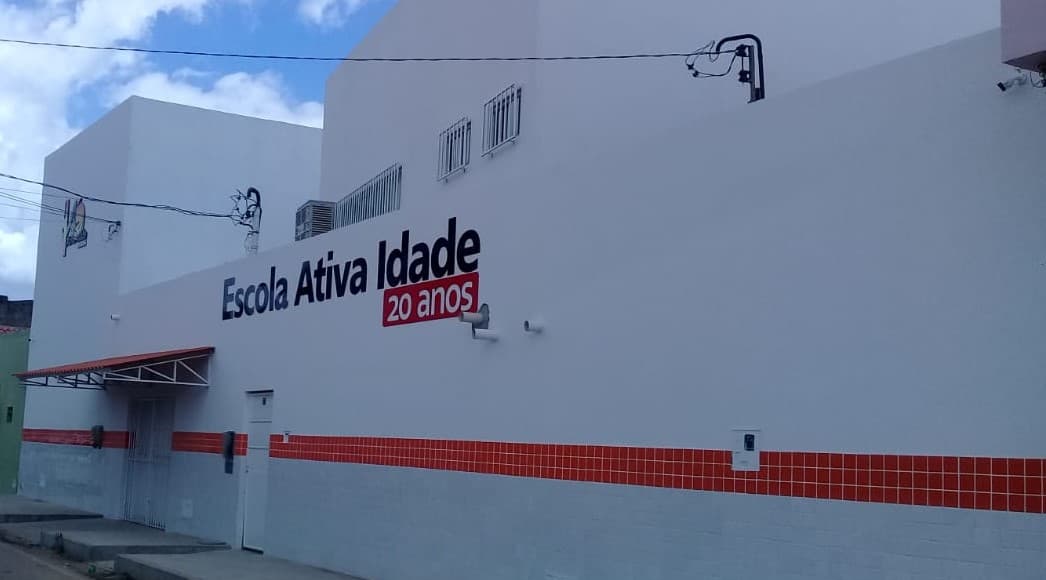 Escola Ativa Idade
20 anos